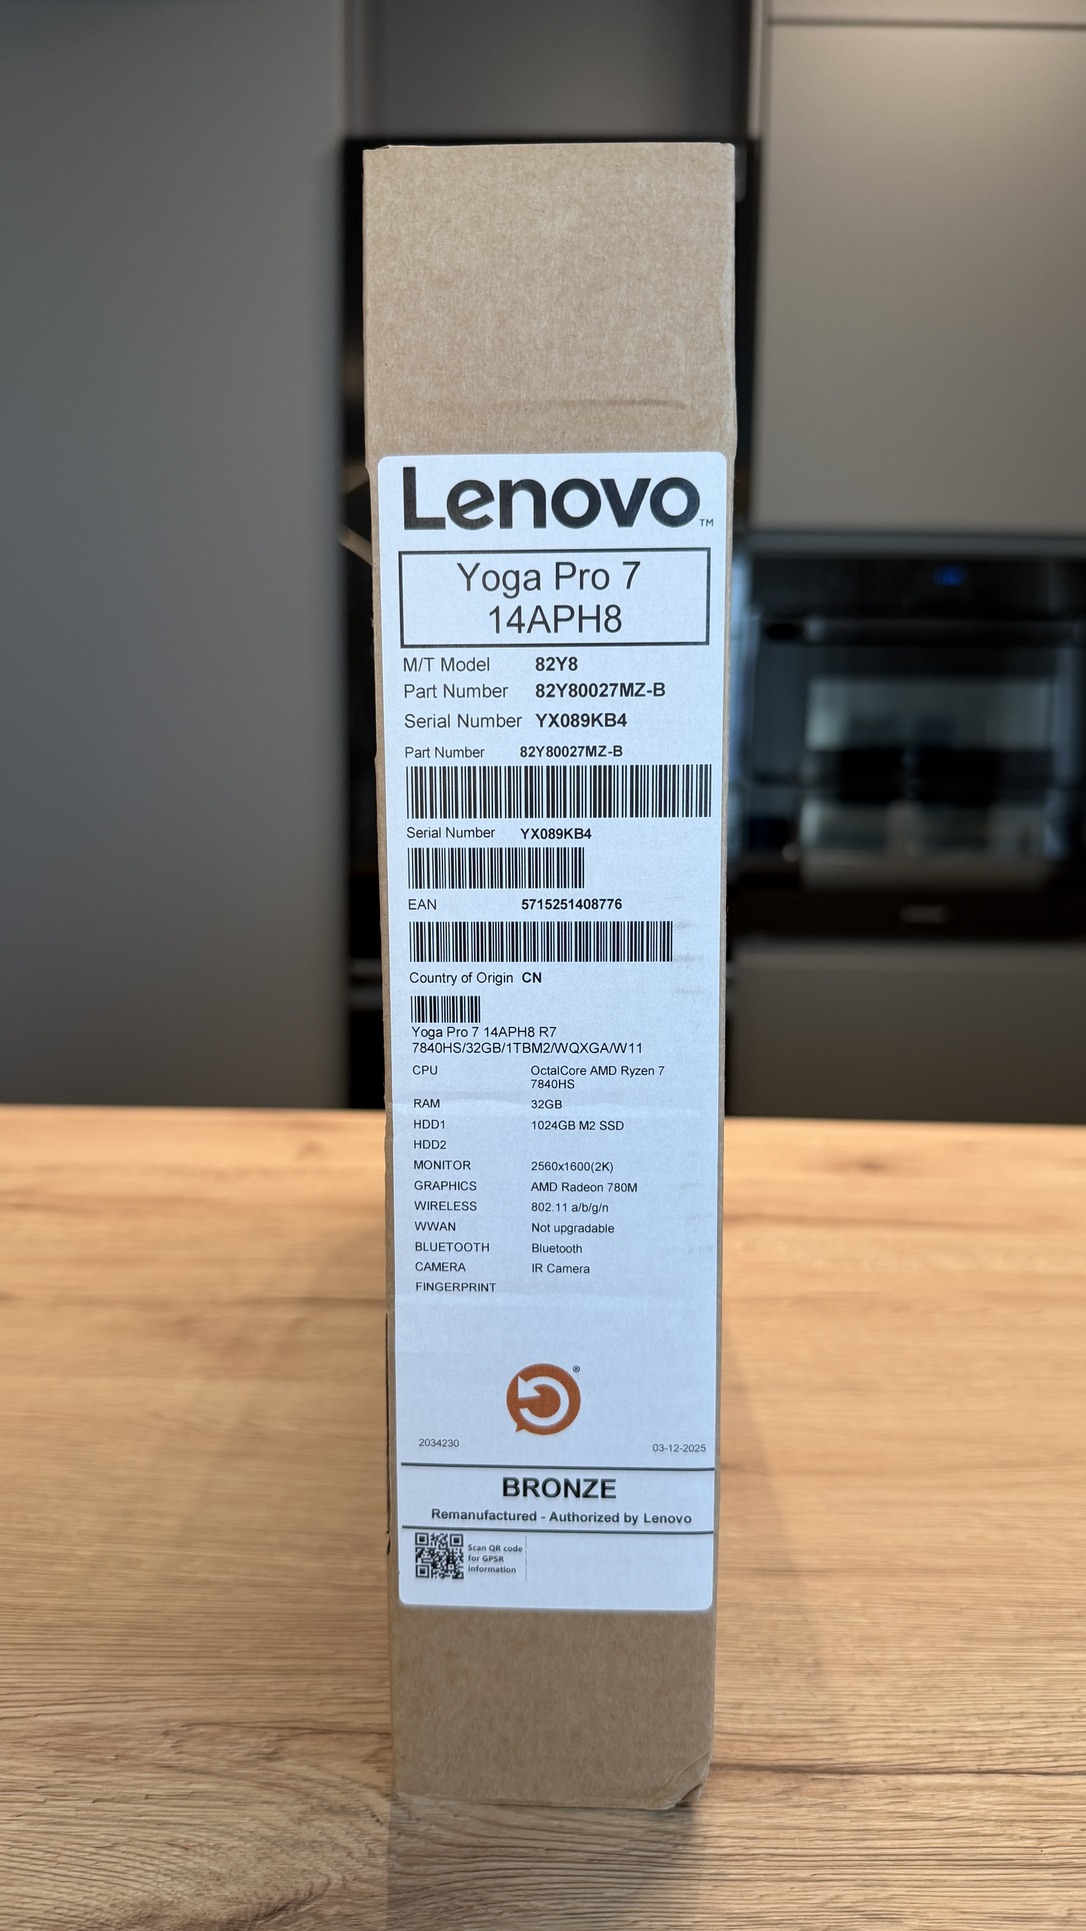 Lenovo™
Yoga Pro 7
14APH8
M/T Model 82Y8
Part Number 82Y80027MZ-B
Serial Number YX089KB4
Part Number 82Y80027MZ-B
Serial Number YX089KB4
EAN 5715251408776
Country of Origin CN
Yoga Pro 7 14APH8 R7
7840HS/32GB/1TBM2/WQXGA/W11
CPU OctalCore AMD Ryzen 7
7840HS
RAM 32GB
HDD1 1024GB M2 SSD
HDD2
MONITOR 2560x1600(2K)
GRAPHICS AMD Radeon 780M
WIRELESS 802.11 a/b/g/n
WWAN Not upgradable
BLUETOOTH Bluetooth
CAMERA IR Camera
FINGERPRINT
®
2034230 03-12-2025
BRONZE
Remanufactured - Authorized by Lenovo
Scan QR code
for GPSR
information